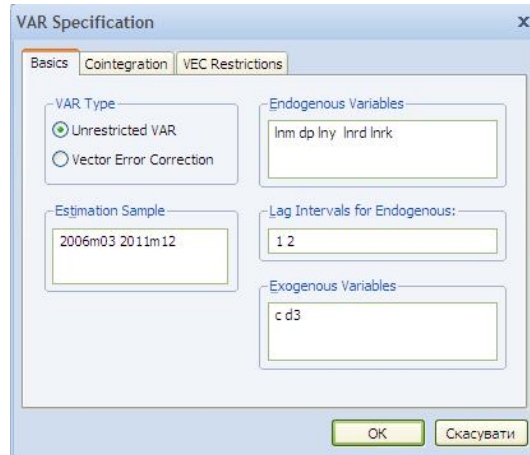 VAR Specification
x
Basics Cointegration VEC Restrictions
VAR Type
Unrestricted VAR
Vector Error Correction
Endogenous Variables
lnm dp lny lnrd lnrk
Estimation Sample
2006m03 2011m12
Lag Intervals for Endogenous:
1 2
Exogenous Variables
c d3
OK Скасувати